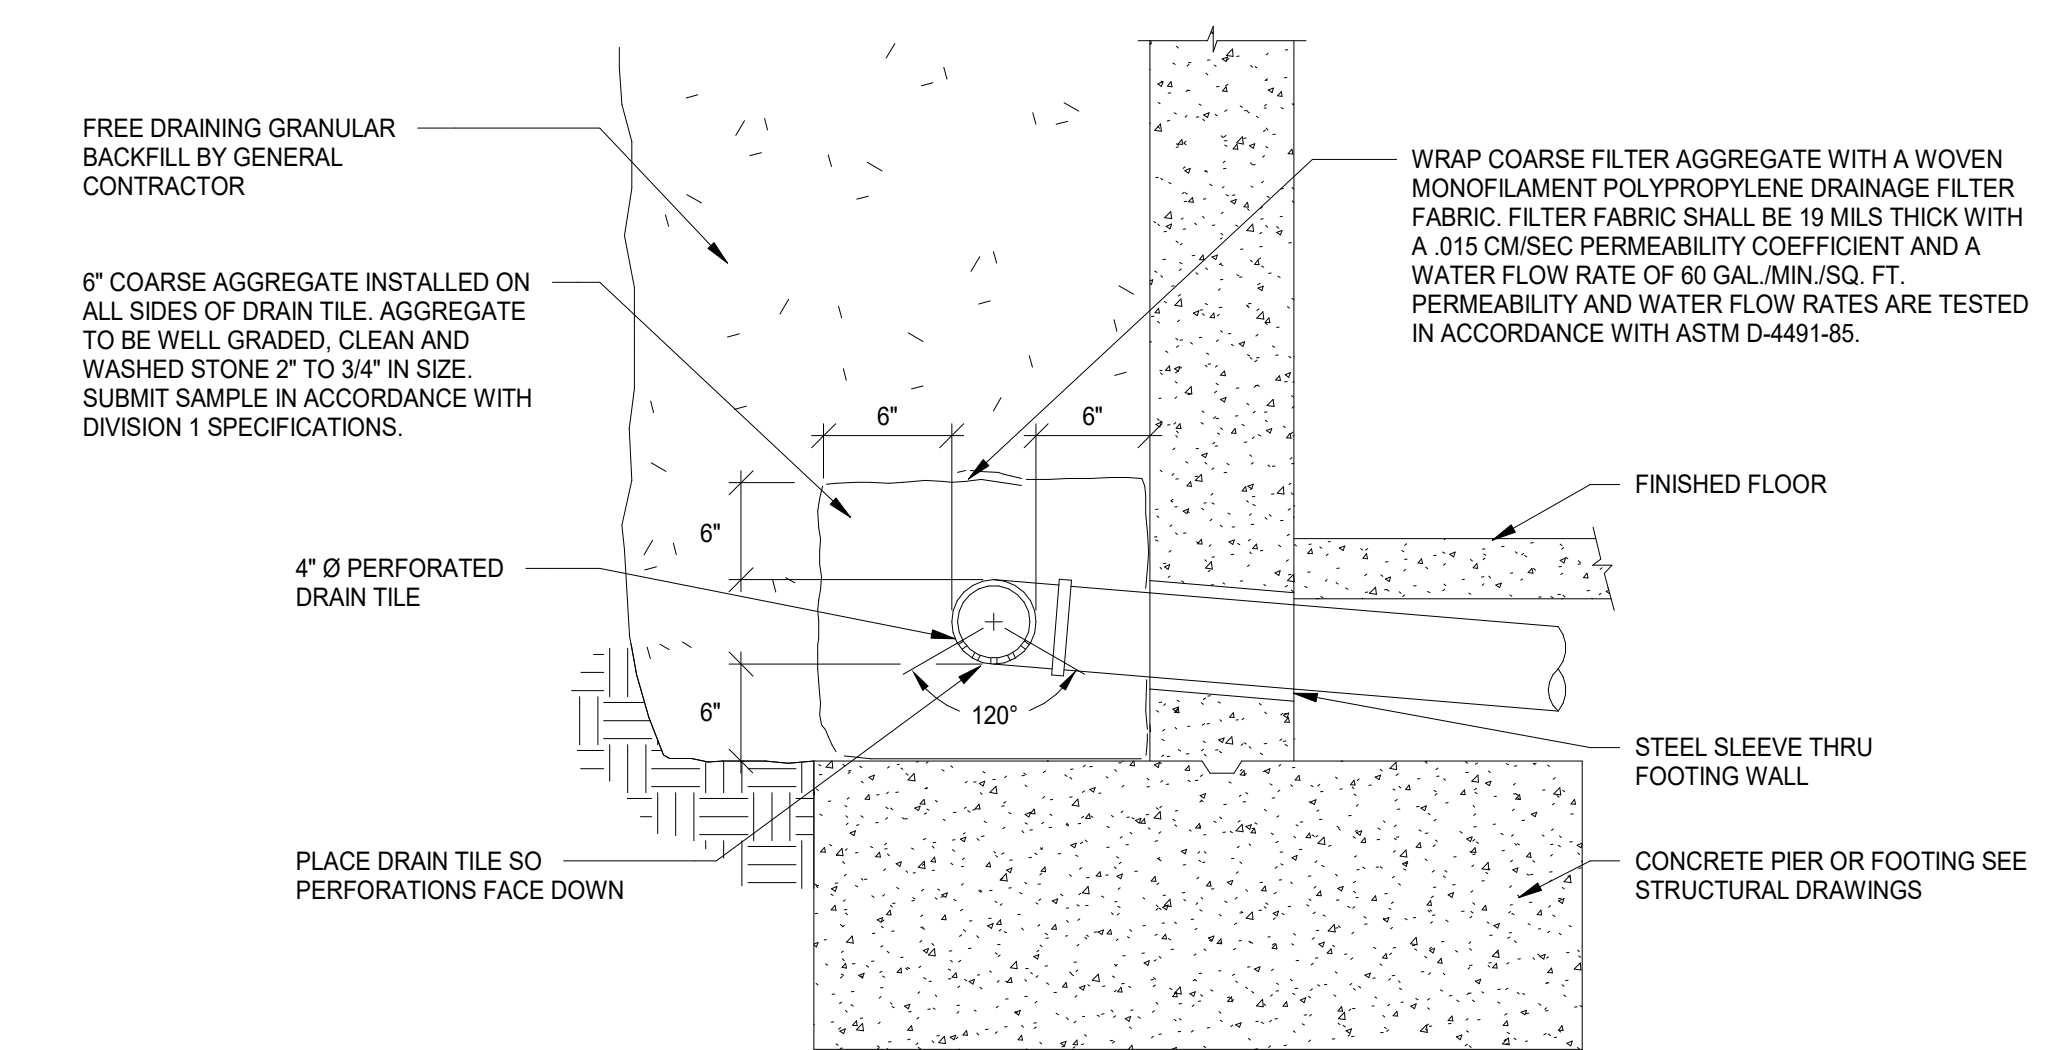 FREE DRAINING GRANULAR
BACKFILL BY GENERAL
CONTRACTOR
6" COARSE AGGREGATE INSTALLED ON
ALL SIDES OF DRAIN TILE. AGGREGATE
TO BE WELL GRADED, CLEAN AND
WASHED STONE 2" TO 3/4" IN SIZE.
SUBMIT SAMPLE IN ACCORDANCE WITH
DIVISION 1 SPECIFICATIONS.
4" Ø PERFORATED
DRAIN TILE
PLACE DRAIN TILE SO
PERFORATIONS FACE DOWN
6"
6"
6"
6"
120°
WRAP COARSE FILTER AGGREGATE WITH A WOVEN
MONOFILAMENT POLYPROPYLENE DRAINAGE FILTER
FABRIC. FILTER FABRIC SHALL BE 19 MILS THICK WITH
A .015 CM/SEC PERMEABILITY COEFFICIENT AND A
WATER FLOW RATE OF 60 GAL./MIN./SQ. FT.
PERMEABILITY AND WATER FLOW RATES ARE TESTED
IN ACCORDANCE WITH ASTM D-4491-85.
FINISHED FLOOR
STEEL SLEEVE THRU
FOOTING WALL
CONCRETE PIER OR FOOTING SEE
STRUCTURAL DRAWINGS